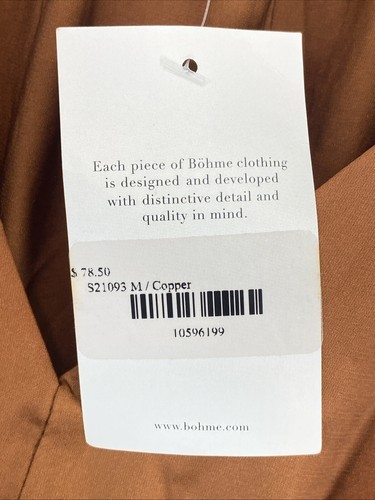 Each piece of Böhme clothing
is designed and developed
with distinctive detail and
quality in mind.
$ 78.50
S21093 M / Copper
10596199
www.bohme.com